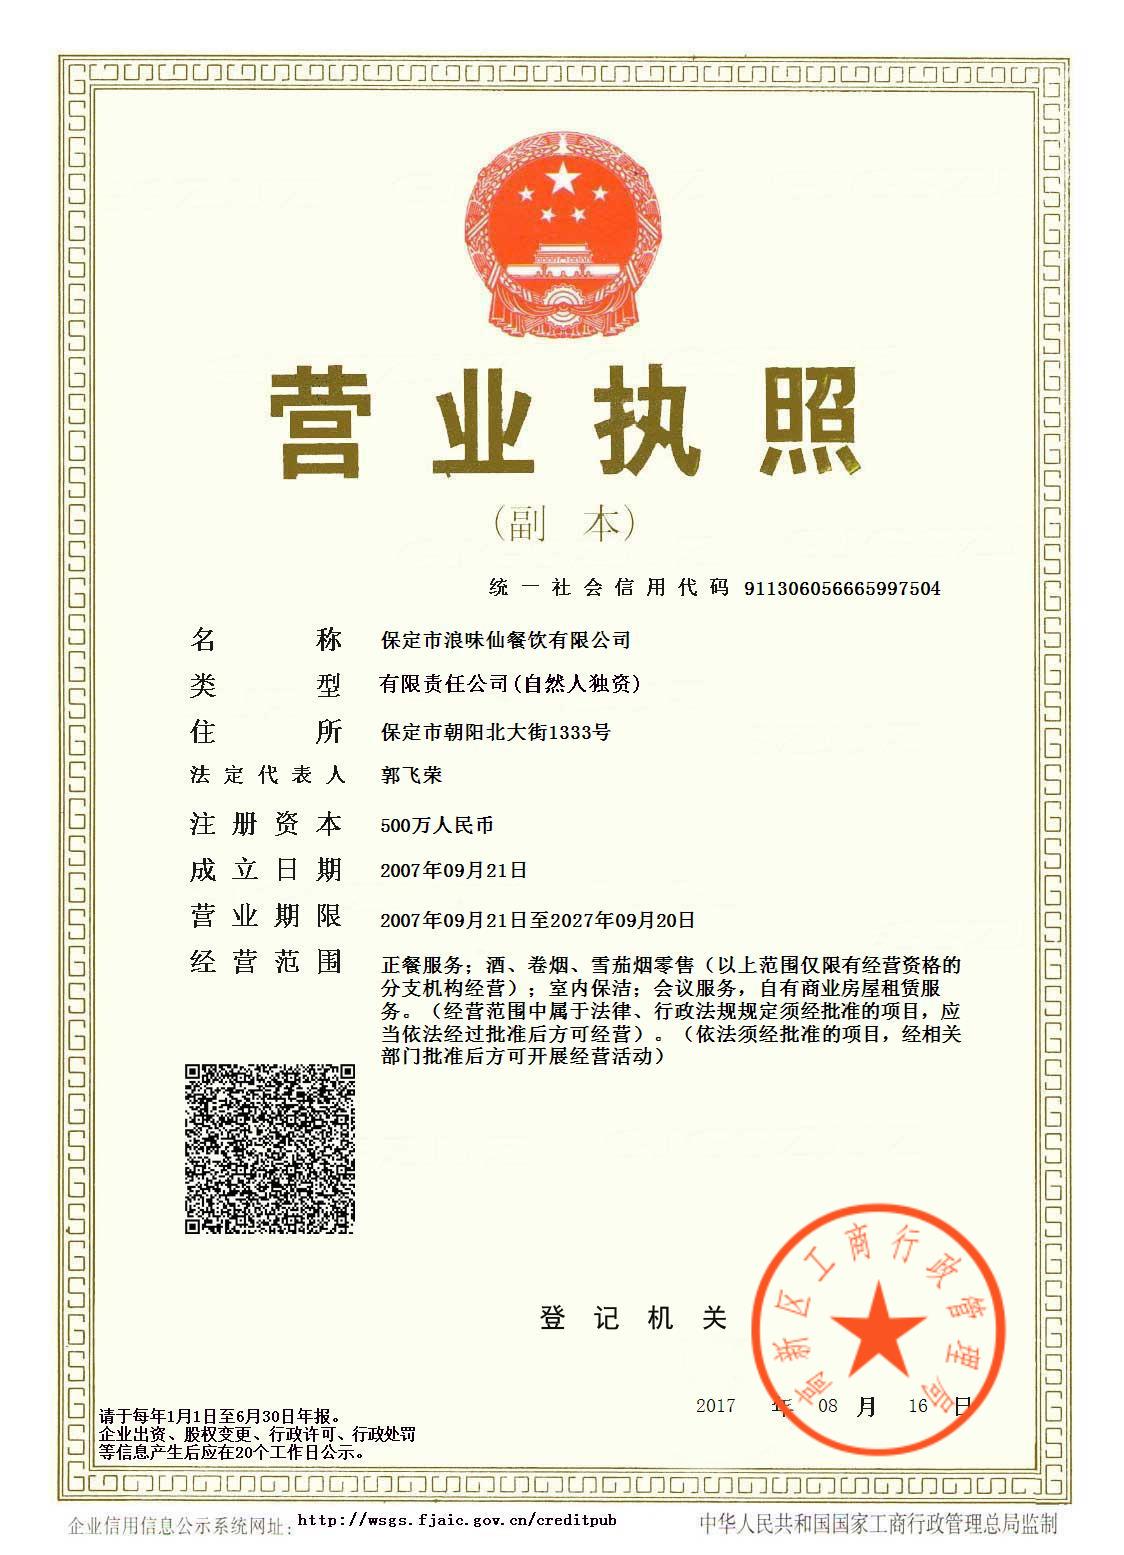 营业执照
(副 本)
统一社会信用代码 911306056665997504
名称 保定市浪味仙餐饮有限公司
类型 有限责任公司(自然人独资)
住所 保定市朝阳北大街1333号
法定代表人 郭飞荣
注册资本 500万人民币
成立日期 2007年09月21日
营业期限 2007年09月21日至2027年09月20日
经营范围 正餐服务；酒、卷烟、雪茄烟零售（以上范围仅限有经营资格的
分支机构经营）；室内保洁；会议服务，自有商业房屋租赁服
务。（经营范围中属于法律、行政法规规定须经批准的项目，应
当依法经过批准后方可经营）。（依法须经批准的项目，经相关
部门批准后方可开展经营活动）
登记机关
高新区工商行政管理局
2017 年 08 月 16 日
请于每年1月1日至6月30日年报。
企业出资、股权变更、行政许可、行政处罚
等信息产生后应在20个工作日公示。
企业信用信息公示系统网址：http://wsgs.fjaic.gov.cn/creditpub
中华人民共和国国家工商行政管理总局监制